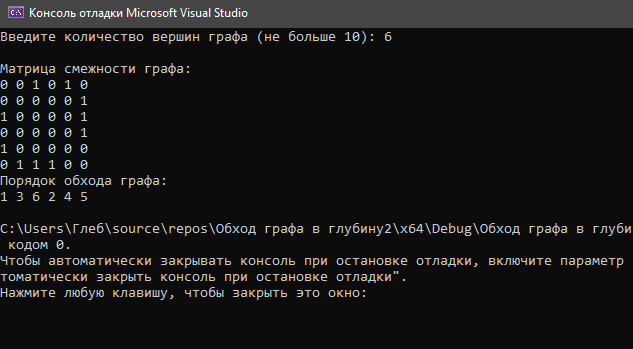 Консоль отладки Microsoft Visual Studio
Введите количество вершин графа (не больше 10): 6
Матрица смежности графа:
0 0 1 0 1 0
0 0 0 0 0 1
1 0 0 0 0 1
0 0 0 0 0 1
1 0 0 0 0 0
0 1 1 1 0 0
Порядок обхода графа:
1 3 6 2 4 5
C:\Users\Глеб\source\repos\Обход графа в глубину2\x64\Debug\Обход графа в глуби
кодом 0.
Чтобы автоматически закрывать консоль при остановке отладки, включите параметр
томатически закрыть консоль при остановке отладки".
Нажмите любую клавишу, чтобы закрыть это окно: